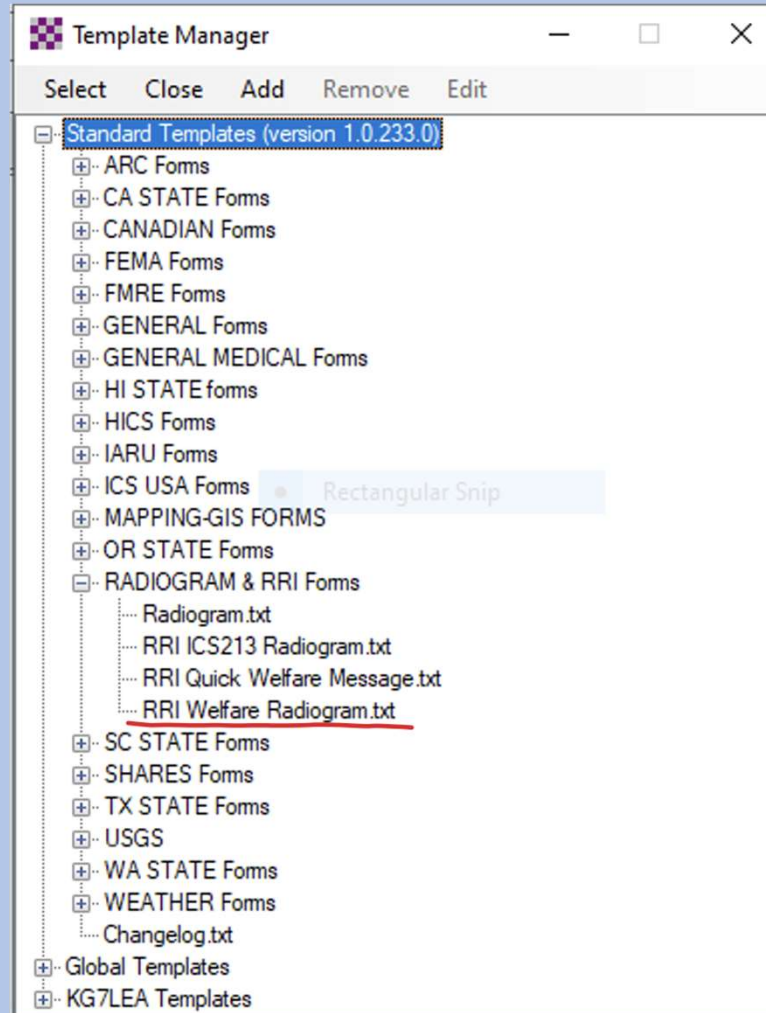 Template Manager
Select Close Add Remove Edit
Standard Templates (version 1.0.233.0)
ARC Forms
CA STATE Forms
CANADIAN Forms
FEMA Forms
FMRE Forms
GENERAL Forms
GENERAL MEDICAL Forms
HI STATE forms
HICS Forms
IARU Forms
ICS USA Forms
Rectangular Snip
MAPPING-GIS FORMS
OR STATE Forms
RADIOGRAM & RRI Forms
Radiogram.txt
RRI ICS213 Radiogram.txt
RRI Quick Welfare Message.txt
RRI Welfare Radiogram.txt
SC STATE Forms
SHARES Forms
TX STATE Forms
USGS
WA STATE Forms
WEATHER Forms
Changelog.txt
Global Templates
KG7LEA Templates